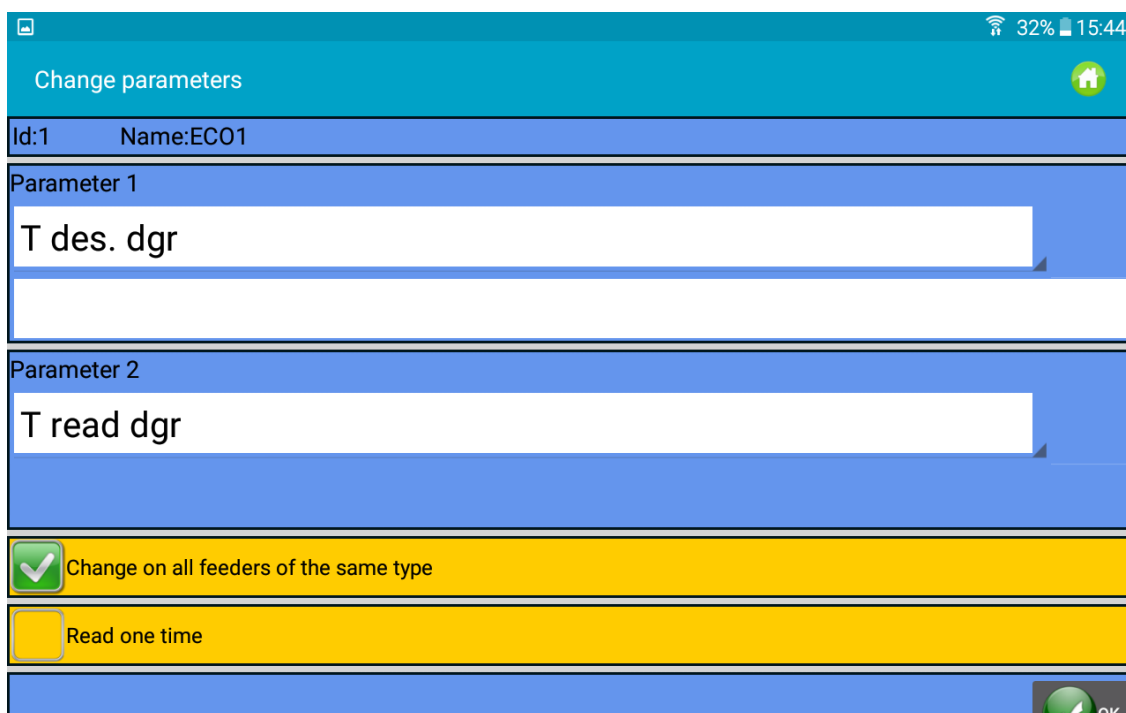 32% 15:44
Change parameters
Id:1 Name:ECO1
Parameter 1
T des. dgr
Parameter 2
T read dgr
Change on all feeders of the same type
Read one time
OK